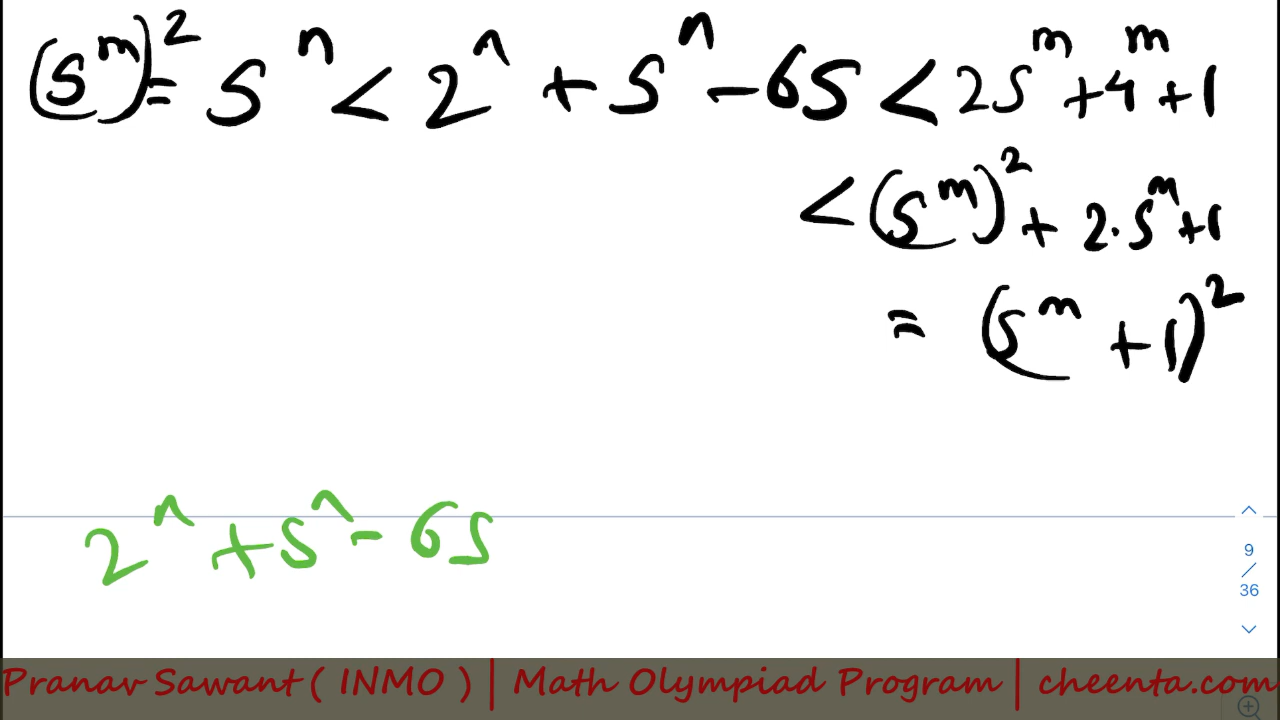 (5^m)^2 = 5^n < 2^n + 5^n - 65 < 25^m + 4^m + 1
< (5^m)^2 + 2·5^m + 1
= (5^m + 1)^2
2^n + 5^n - 65
9
/
36
Pranav Sawant ( INMO ) | Math Olympiad Program | cheenta.com